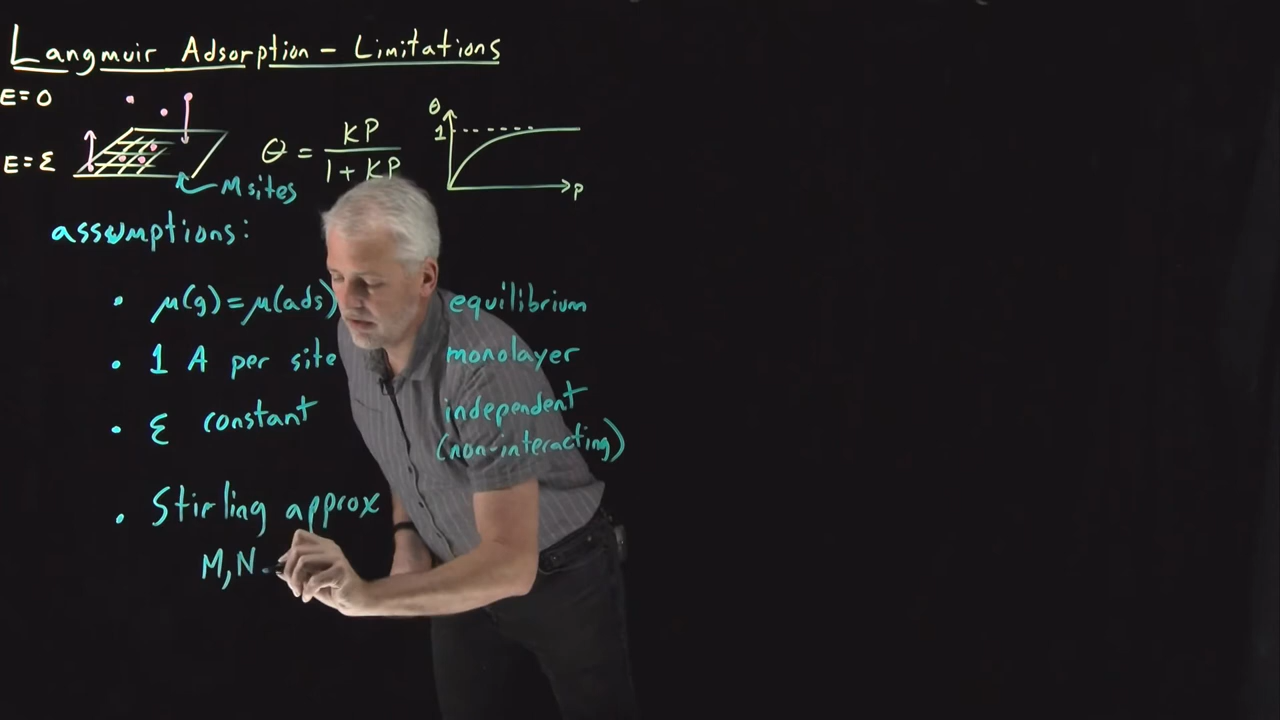 Langmuir Adsorption - Limitations
E=0
E=ε
M sites
θ = KP / 1 + KP
θ
1
P
assumptions:
• μ(g)=μ(ads) equilibrium
• 1 A per site monolayer
• ε constant independent
(non-interacting)
• Stirling approx
M,N